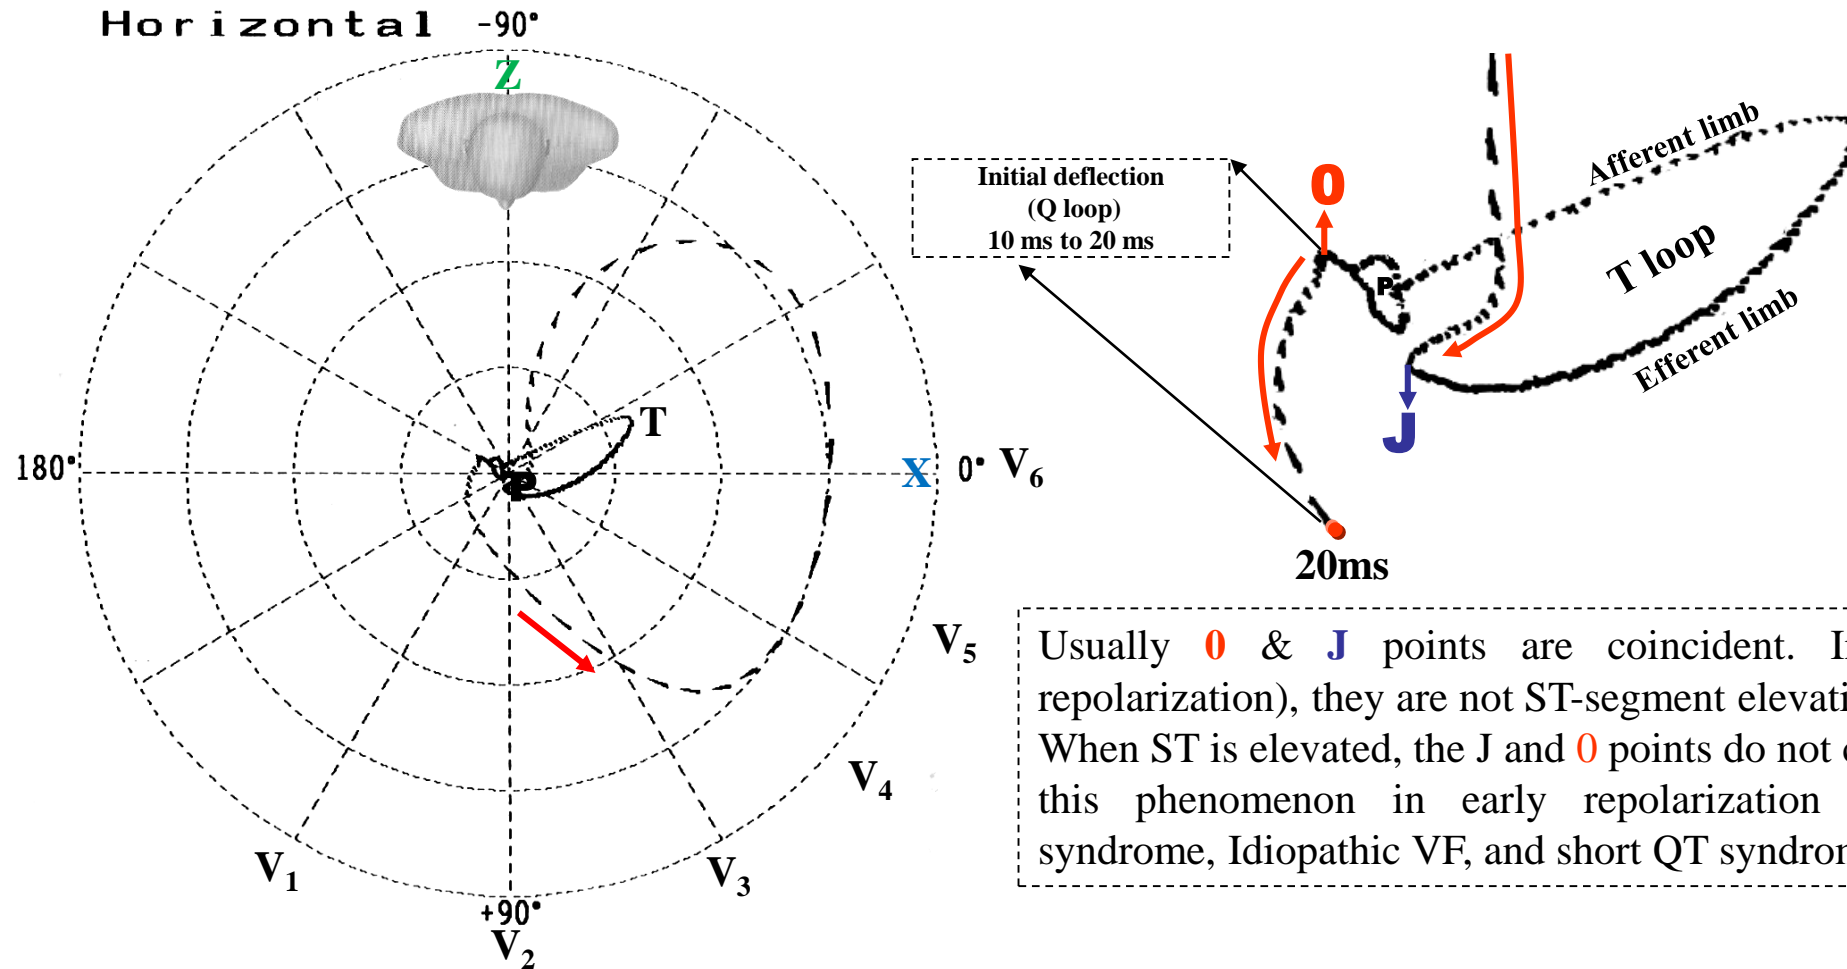 Horizontal
-90°
Z
180°
P
T
X
0° V6
V5
V4
V3
V1
+90°
V2
Initial deflection
(Q loop)
10 ms to 20 ms
0
P
J
Afferent limb
T loop
Efferent limb
20ms
Usually 0 & J points are coincident.
repolarization), they are not ST-segment
When ST is elevated, the J and 0 points do not
this phenomenon in early repolarization
syndrome, Idiopathic VF, and short QT